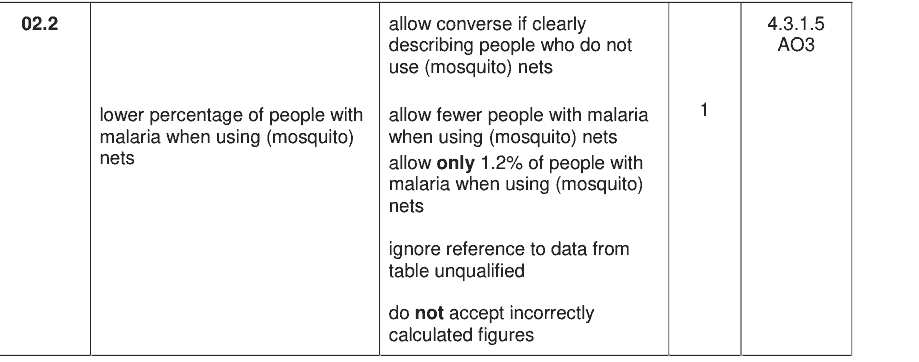 02.2
allow converse if clearly
describing people who do not
use (mosquito) nets
4.3.1.5
AO3
lower percentage of people with
malaria when using (mosquito)
nets
allow fewer people with malaria
when using (mosquito) nets
allow only 1.2% of people with
malaria when using (mosquito)
nets
1
ignore reference to data from
table unqualified
do not accept incorrectly
calculated figures